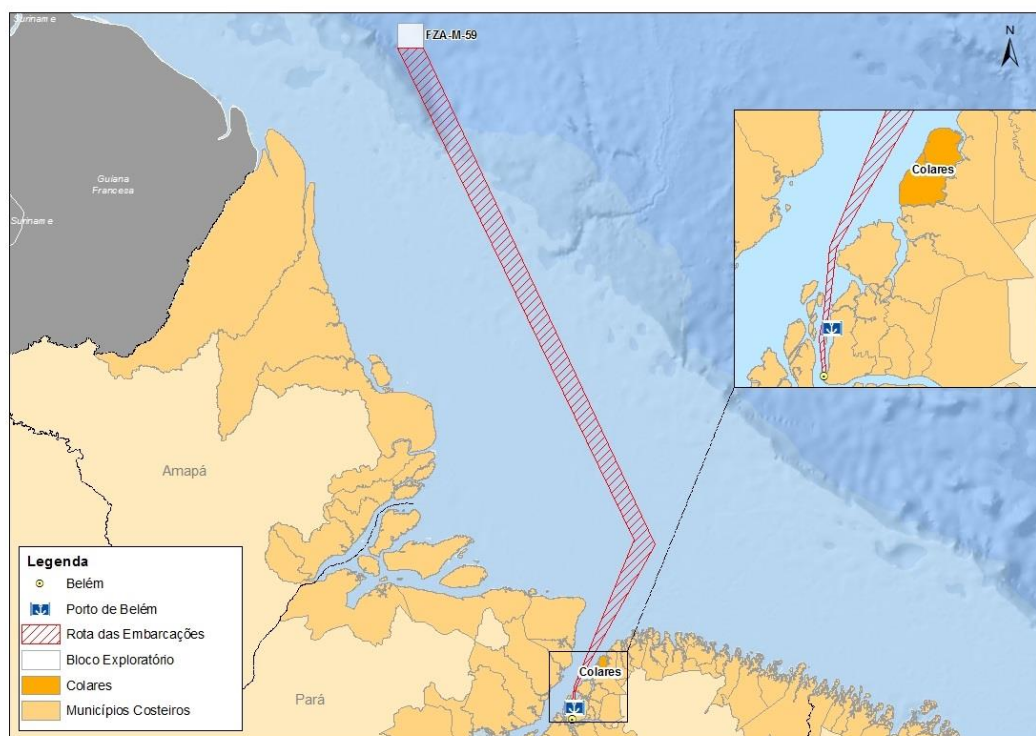 Suriname
FZA-M-59
N
Guiana
Francesa
Suriname
Colares
Amapá
Legenda
Belém
Porto de Belém
Rota das Embarcações
Bloco Exploratório
Colares
Municípios Costeiros
Pará
Colares